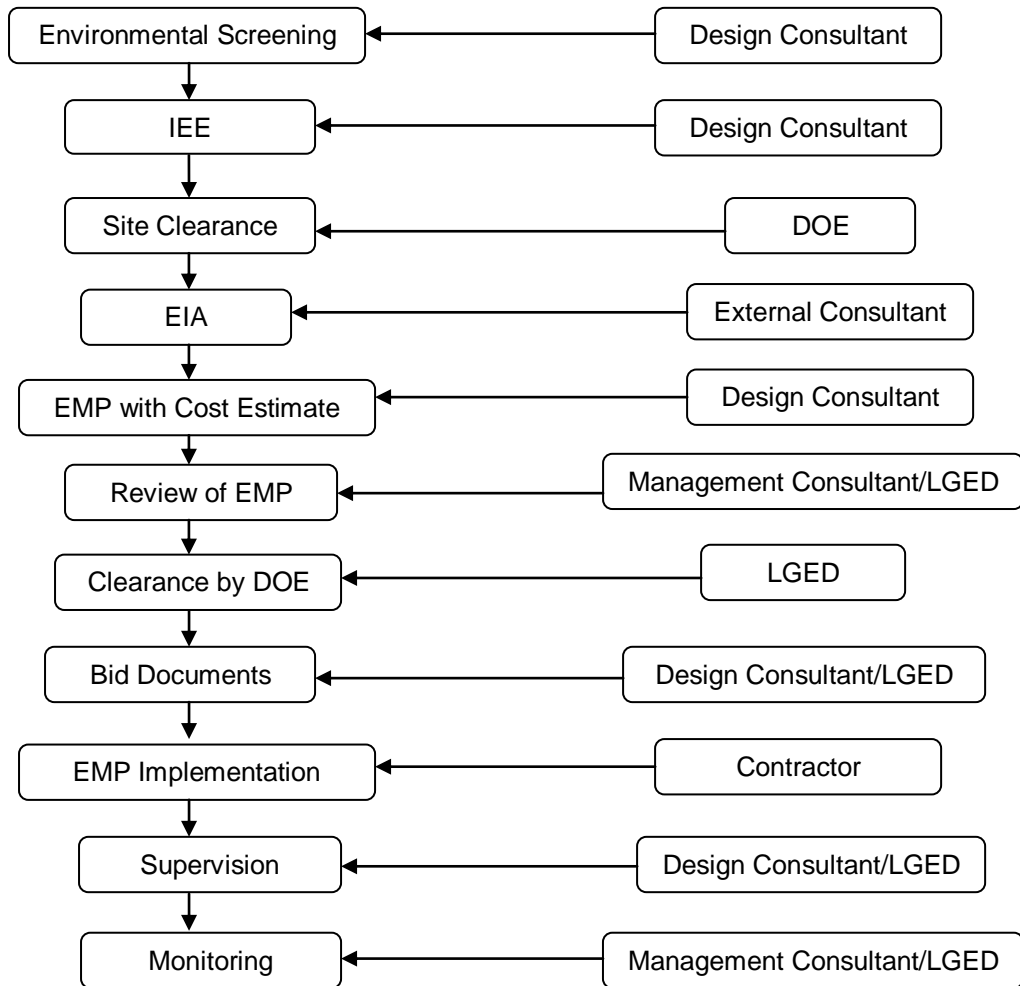 Environmental Screening
Design Consultant
IEE
Design Consultant
Site Clearance
DOE
EIA
External Consultant
EMP with Cost Estimate
Design Consultant
Review of EMP
Management Consultant/LGED
Clearance by DOE
LGED
Bid Documents
Design Consultant/LGED
EMP Implementation
Contractor
Supervision
Design Consultant/LGED
Monitoring
Management Consultant/LGED